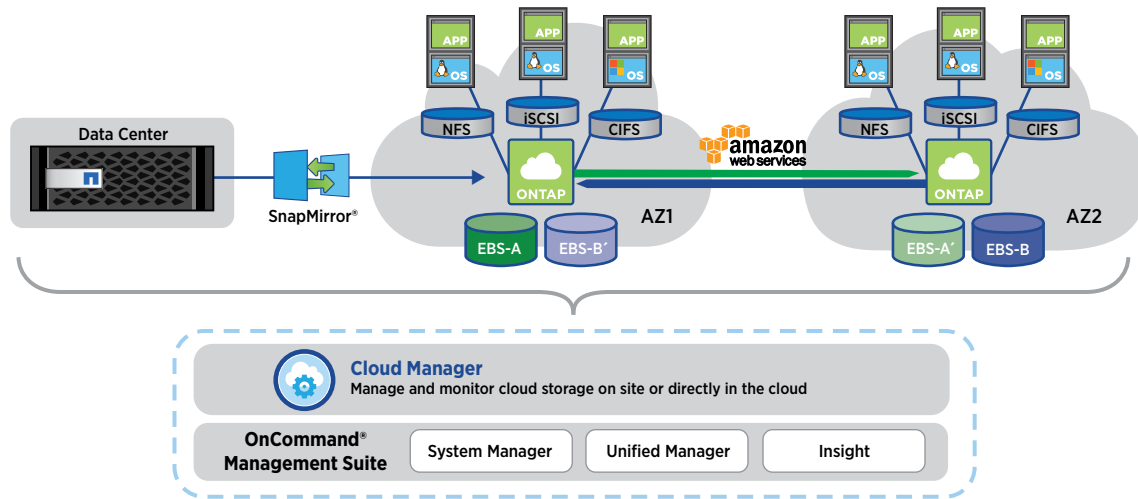 APP
OS
APP
OS
APP
OS
NFS
iSCSI
CIFS
ONTAP
AZ1
EBS-A
EBS-B´
Data Center
SnapMirror®
amazon
web services
APP
OS
APP
OS
APP
OS
NFS
iSCSI
CIFS
ONTAP
AZ2
EBS-A´
EBS-B
Cloud Manager
Manage and monitor cloud storage on site or directly in the cloud
OnCommand®
Management Suite
System Manager
Unified Manager
Insight